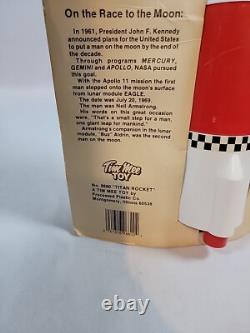 On the Race to the Moon:
In 1961, President John F. Kennedy
announced plans for the United States
to put a man on the moon by the end of
the decade.
Through programs MERCURY,
GEMINI and APOLLO, NASA pursued
this goal.
With the Apollo 11 mission the first
man stepped onto the moon's surface
from lunar module EAGLE.
The date was July 20, 1969.
The man was Neil Armstrong.
His words on this great occasion
were, "That's a small step for a man,
one giant leap for mankind."
Armstrong's companion in the lunar
module, "Buz" Aldrin, was the second
man on the moon.
Tim Mee
TOY
No. 8660 "TITAN ROCKET"
A TIM MEE TOY by
Processed Plastic Co.
Montgomery, Illinois 60538